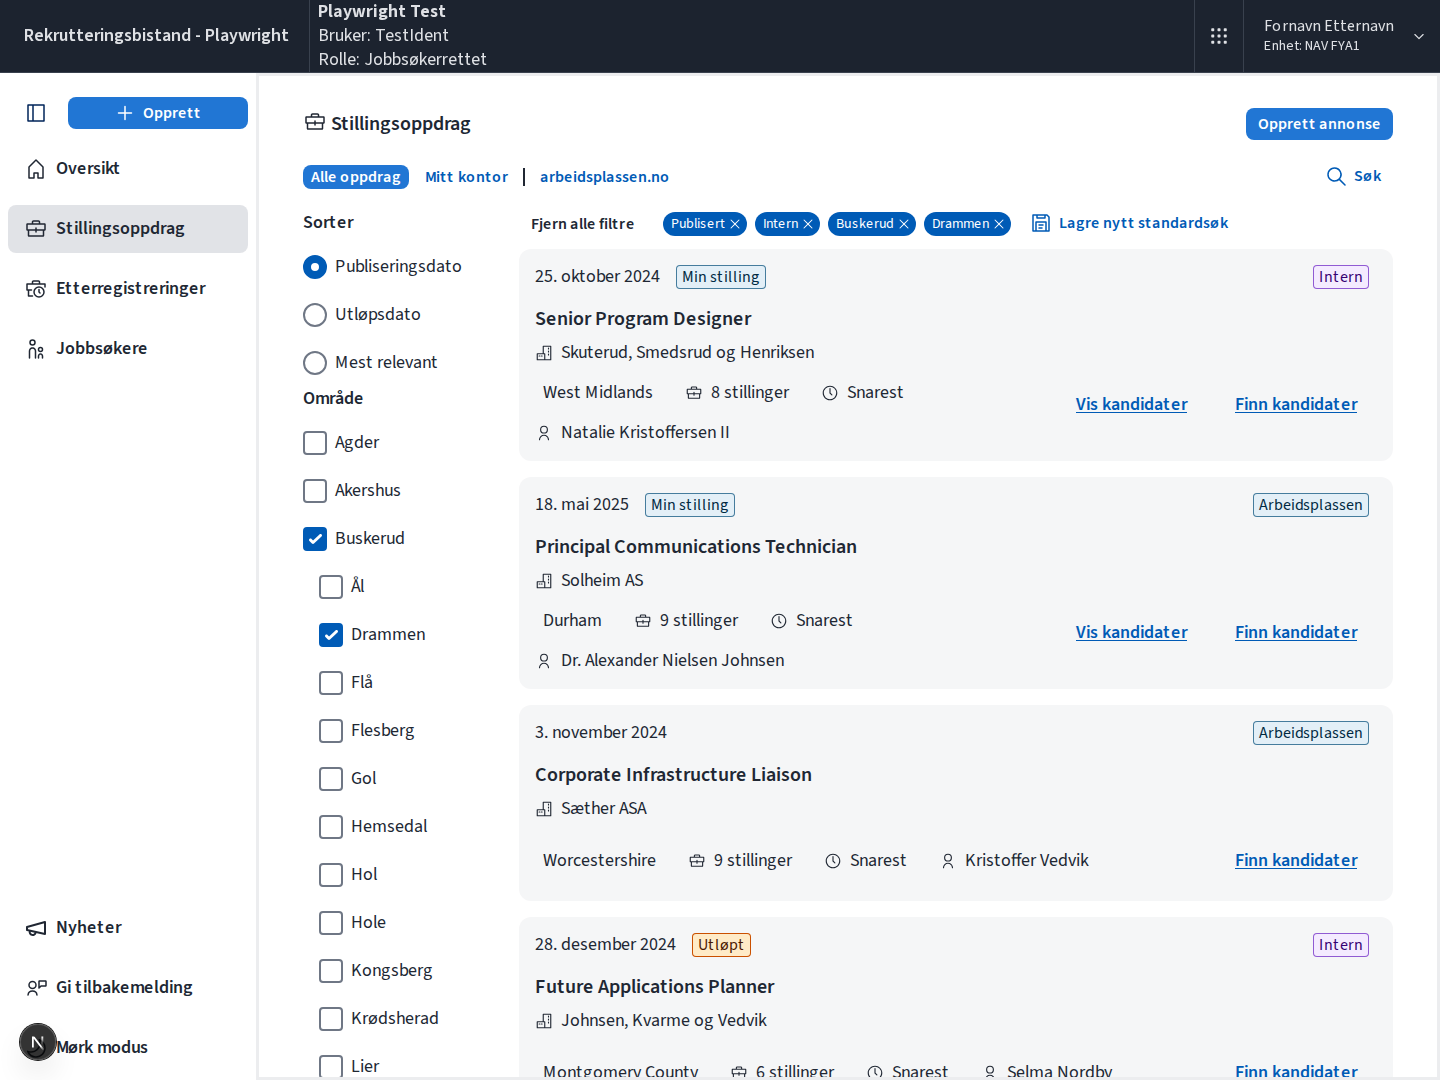 Rekrutteringsbistand - Playwright
Playwright Test
Bruker: TestIdent
Rolle: Jobbsøkerrettet
Fornavn Etternavn
Enhet: NAV FYA1
Opprett
Oversikt
Stillingsoppdrag
Etterregistreringer
Jobbsøkere
Nyheter
Gi tilbakemelding
N
Mørk modus
Stillingsoppdrag
Opprett annonse
Alle oppdrag Mitt kontor arbeidsplassen.no
Søk
Sorter
Publiseringsdato
Utløpsdato
Mest relevant
Område
Agder
Akershus
Buskerud
Ål
Drammen
Flå
Flesberg
Gol
Hemsedal
Hol
Hole
Kongsberg
Krødsherad
Lier
Fjern alle filtre Publisert Intern Buskerud Drammen Lagre nytt standardsøk
25. oktober 2024 Min stilling Intern
Senior Program Designer
Skuterud, Smedsrud og Henriksen
West Midlands 8 stillinger Snarest
Natalie Kristoffersen II
Vis kandidater Finn kandidater
18. mai 2025 Min stilling Arbeidsplassen
Principal Communications Technician
Solheim AS
Durham 9 stillinger Snarest
Dr. Alexander Nielsen Johnsen
Vis kandidater Finn kandidater
3. november 2024 Arbeidsplassen
Corporate Infrastructure Liaison
Sæther ASA
Worcestershire 9 stillinger Snarest Kristoffer Vedvik Finn kandidater
28. desember 2024 Utløpt Intern
Future Applications Planner
Johnsen, Kvarme og Vedvik
Montgomery County 6 stillinger Snarest Selma Nordby Finn kandidater